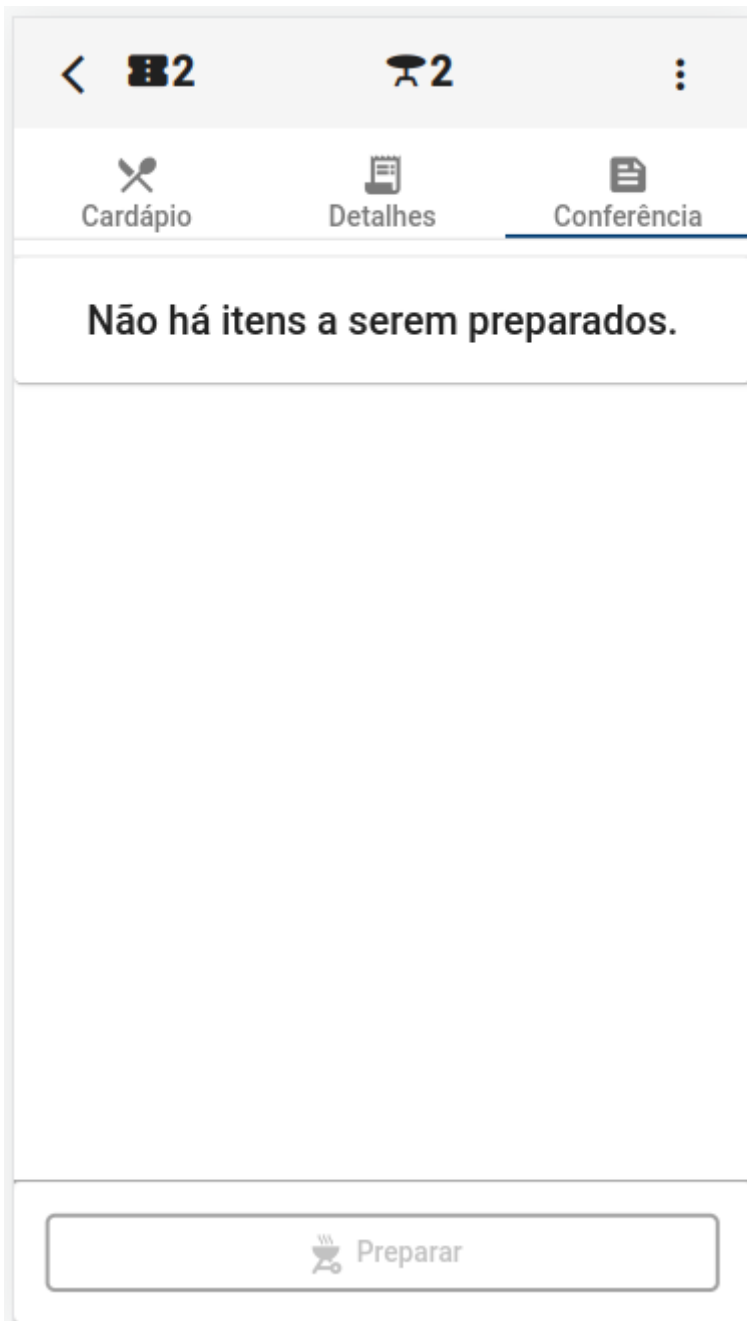 2 2
Cardápio Detalhes Conferência
Não há itens a serem preparados.
Preparar